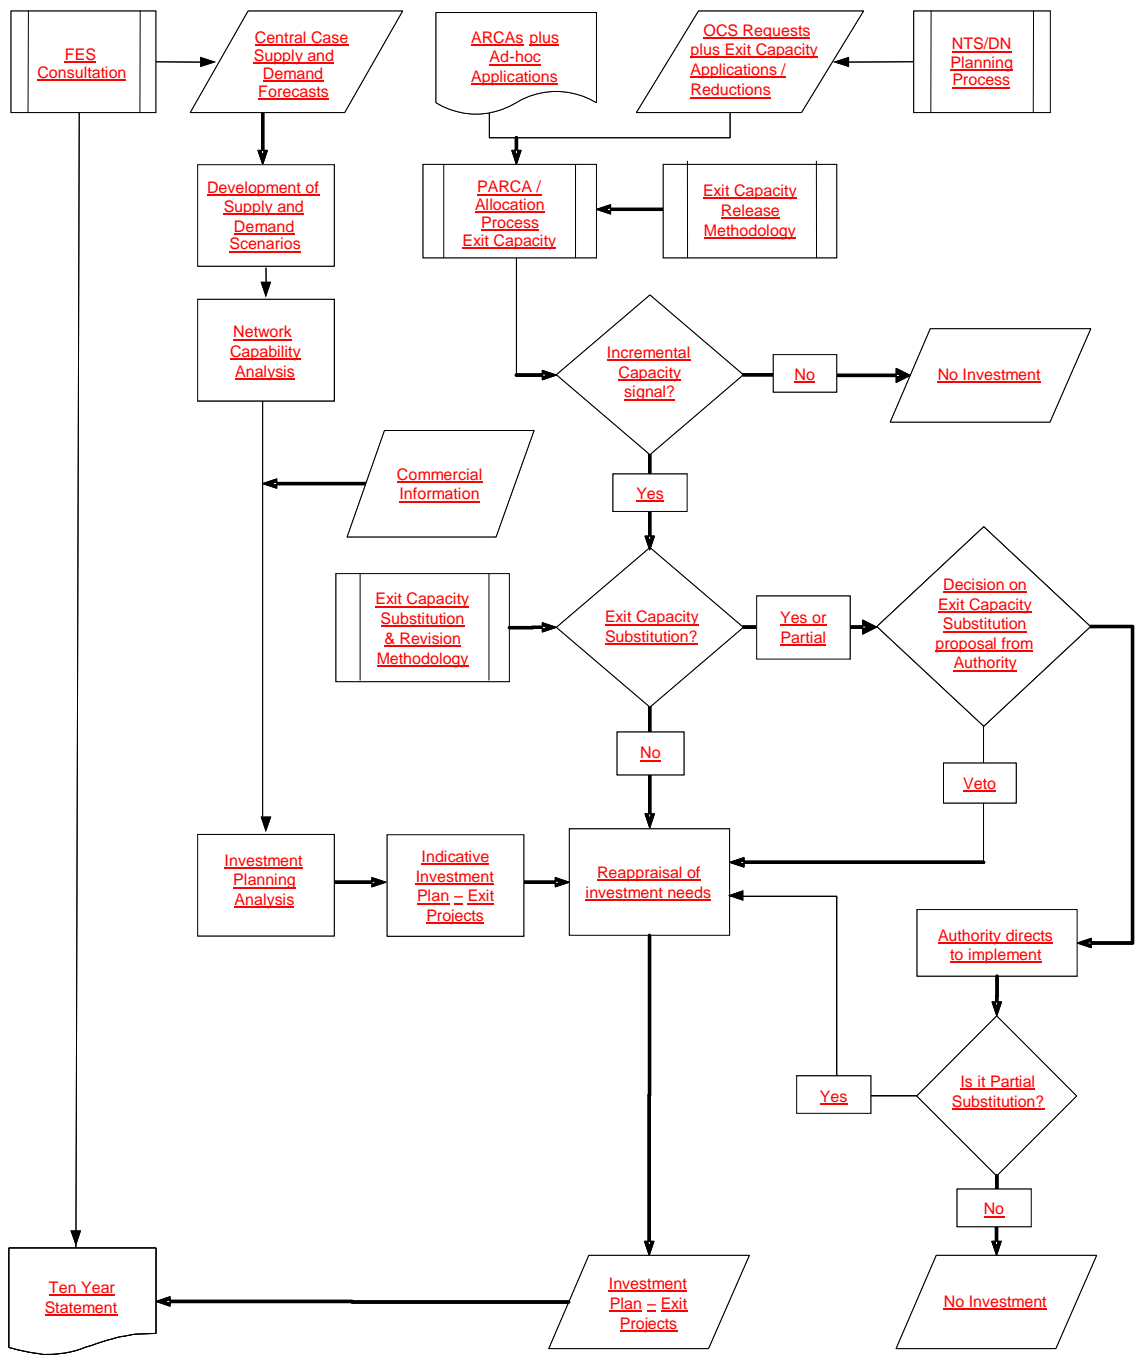 FES
Consultation
Central Case
Supply and
Demand
Forecasts
ARCAs plus
Ad-hoc
Applications
OCS Requests
plus Exit Capacity
Applications /
Reductions
NTS/DN
Planning
Process
Development of
Supply and
Demand
Scenarios
PARCA /
Allocation
Process
Exit Capacity
Exit Capacity
Release
Methodology
Network
Capability
Analysis
Incremental
Capacity
signal?
No
No Investment
Commercial
Information
Yes
Exit Capacity
Substitution
& Revision
Methodology
Exit Capacity
Substitution?
Yes or
Partial
Decision on
Exit Capacity
Substitution
proposal from
Authority
No
Veto
Investment
Planning
Analysis
Indicative
Investment
Plan – Exit
Projects
Reappraisal of
investment needs
Authority directs
to implement
Yes
Is it Partial
Substitution?
No
Ten Year
Statement
Investment
Plan – Exit
Projects
No Investment